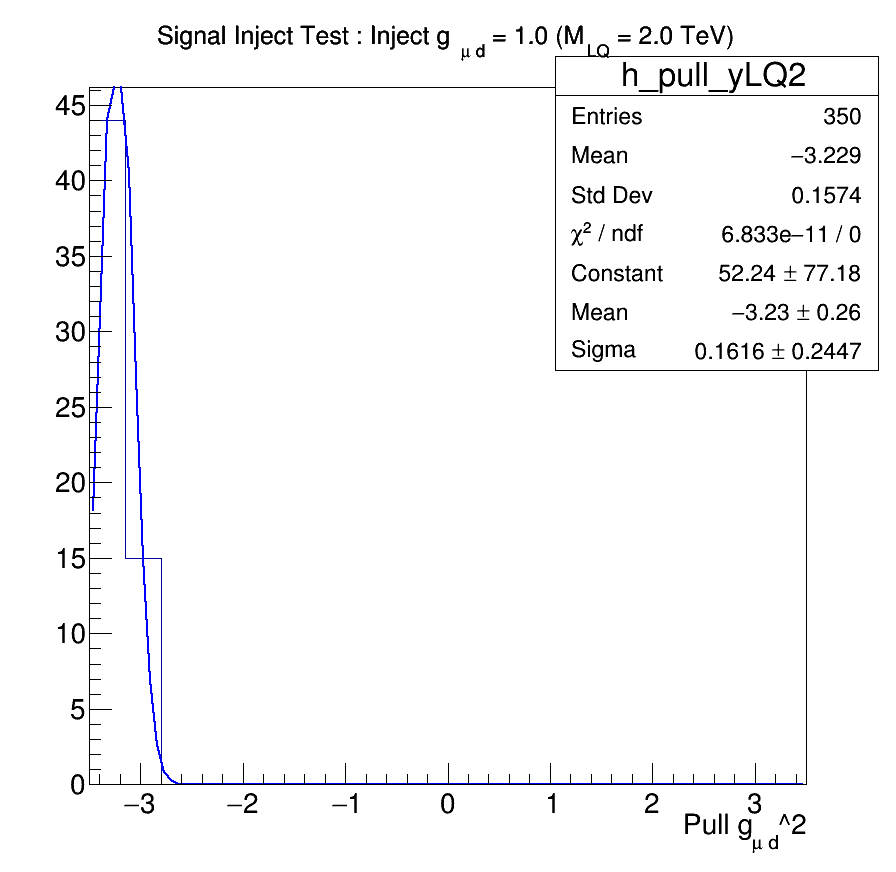 Signal Inject Test : Inject g μ d = 1.0 (M LQ = 2.0 TeV)
h_pull_yLQ2
Entries 350
Mean −3.229
Std Dev 0.1574
χ² / ndf 6.833e−11 / 0
Constant 52.24 ± 77.18
Mean −3.23 ± 0.26
Sigma 0.1616 ± 0.2447
45
40
35
30
25
20
15
10
5
0
−3 −2 −1 0 1 2 3
Pull g μ d ^2